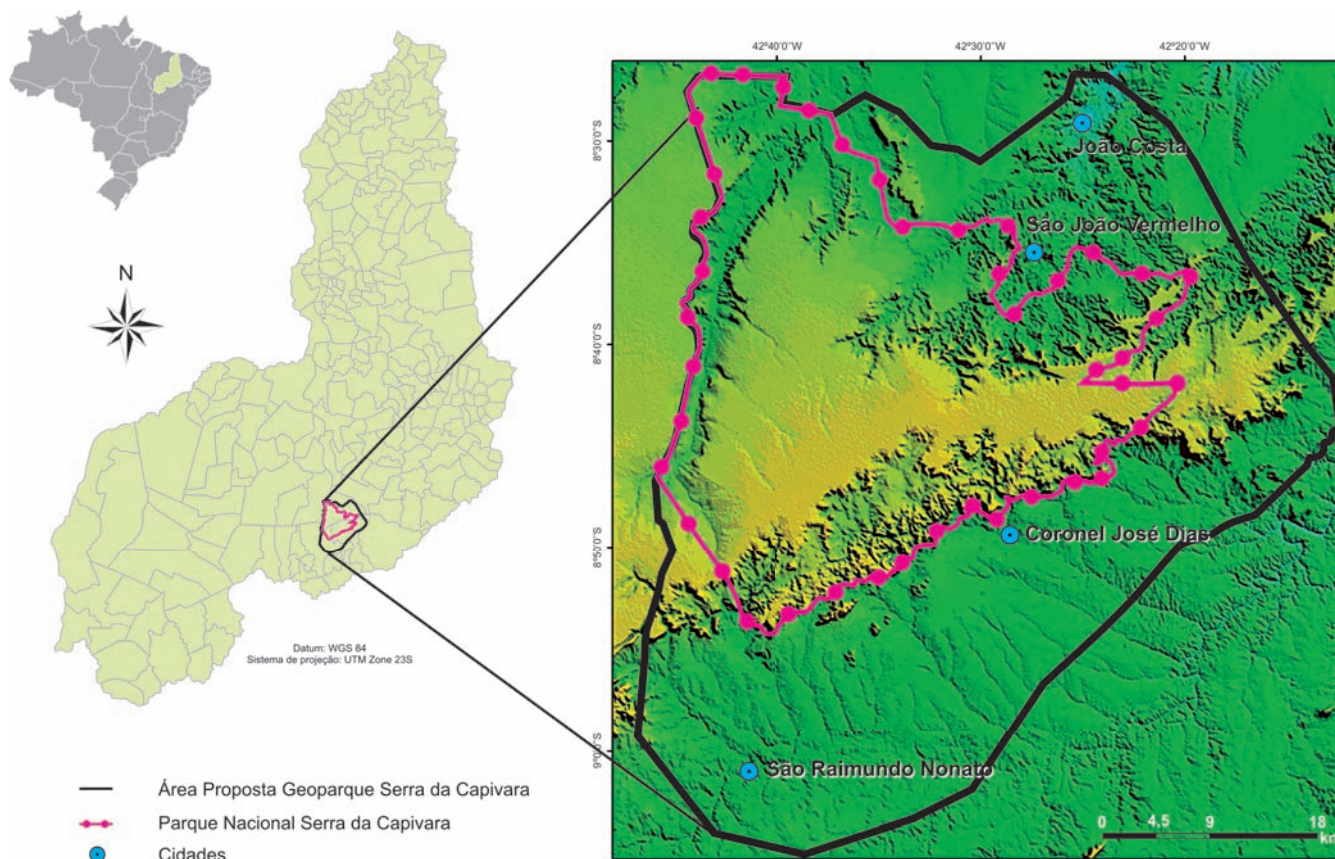 42°40'0"W 42°30'0"W 42°20'0"W
8°30'0"S
8°40'0"S
8°50'0"S
9°0'0"S
João Costa
São João Vermelho
Coronel José Dias
São Raimundo Nonato
N
Datum: WGS 84
Sistema de projeção: UTM Zone 23S
Área Proposta Geoparque Serra da Capivara
Parque Nacional Serra da Capivara
Cidades
0 4,5 9 18
km